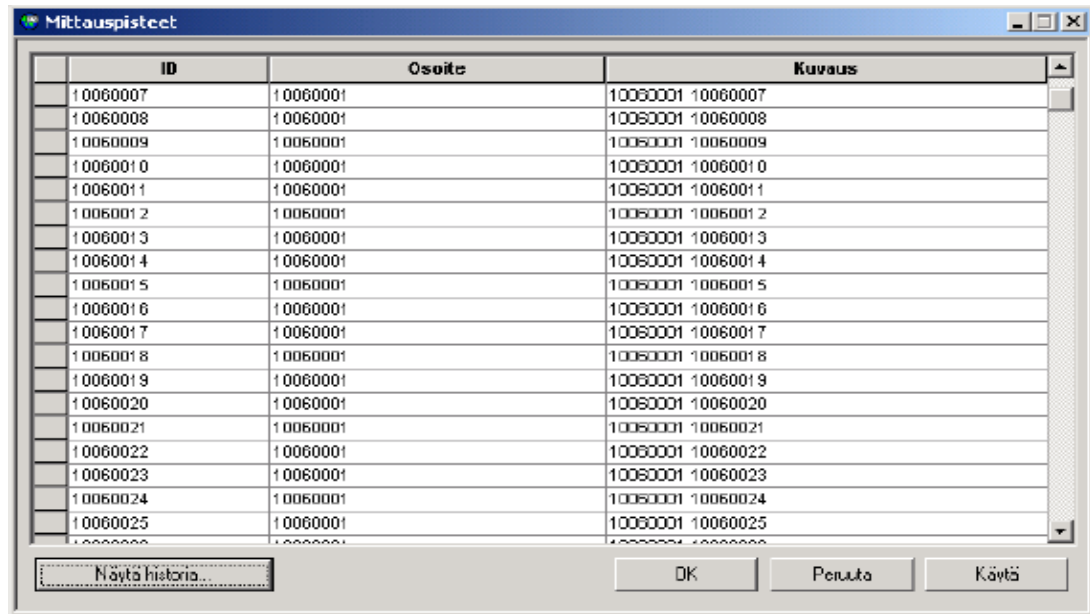 Mittauspisteet
ID Osoite Kuvaus
10060007 10060001 10060001 10060007
10060008 10060001 10060001 10060008
10060009 10060001 10060001 10060009
10060010 10060001 10060001 10060010
10060011 10060001 10060001 10060011
10060012 10060001 10060001 10060012
10060013 10060001 10060001 10060013
10060014 10060001 10060001 10060014
10060015 10060001 10060001 10060015
10060016 10060001 10060001 10060016
10060017 10060001 10060001 10060017
10060018 10060001 10060001 10060018
10060019 10060001 10060001 10060019
10060020 10060001 10060001 10060020
10060021 10060001 10060001 10060021
10060022 10060001 10060001 10060022
10060023 10060001 10060001 10060023
10060024 10060001 10060001 10060024
10060025 10060001 10060001 10060025
Näytä historia... OK Peruuta Käytä